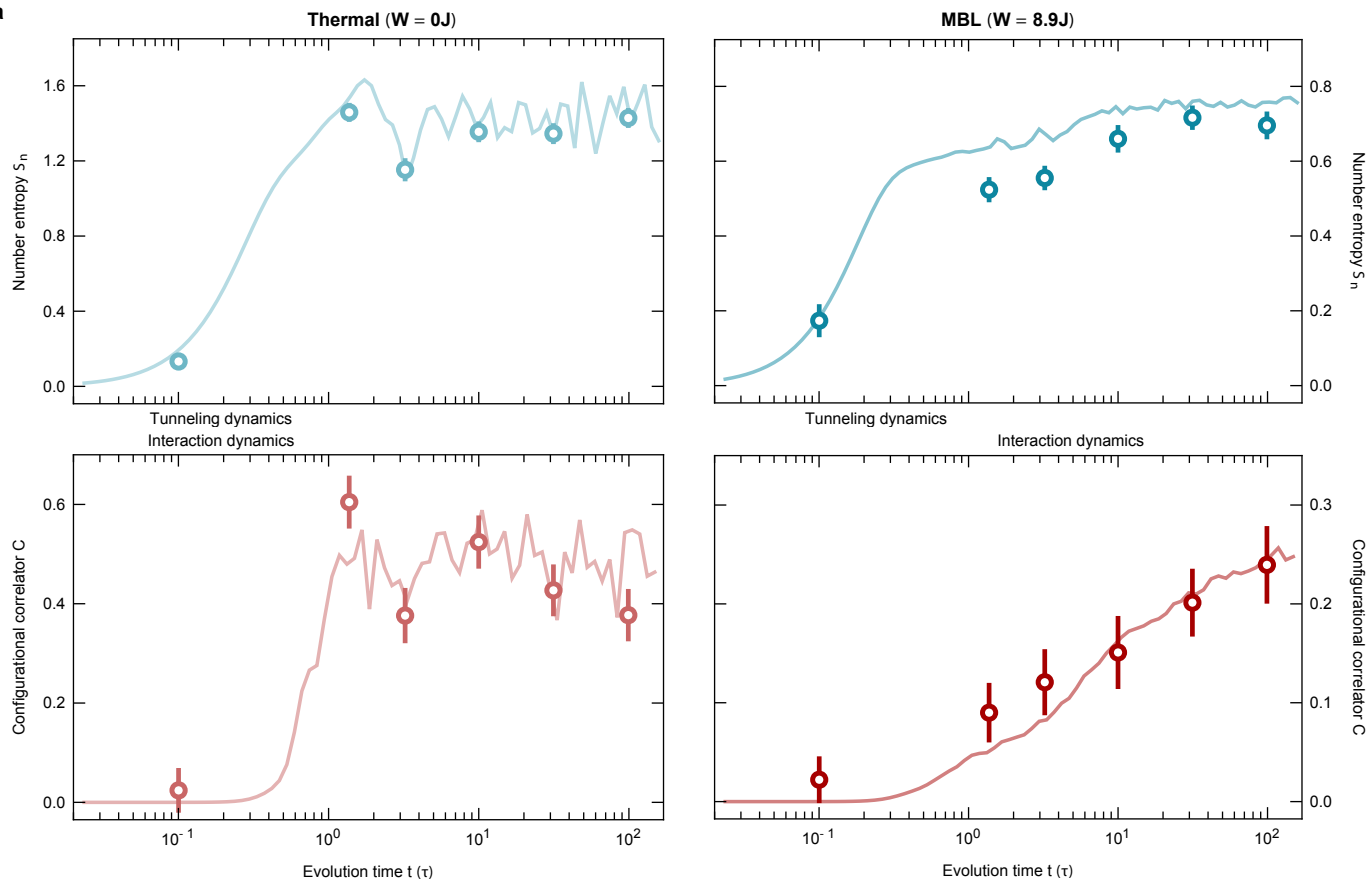 a
Thermal (W = 0J)
MBL (W = 8.9J)
Number entropy Sₙ
1.6
1.2
0.8
0.4
0.0
0.8
0.6
0.4
0.2
0.0
Number entropy Sₙ
Tunneling dynamics
Interaction dynamics
Tunneling dynamics
Interaction dynamics
Configurational correlator C
0.6
0.4
0.2
0.0
0.3
0.2
0.1
0.0
Configurational correlator C
10⁻¹ 10⁰ 10¹ 10²
10⁻¹ 10⁰ 10¹ 10²
Evolution time t (τ)
Evolution time t (τ)